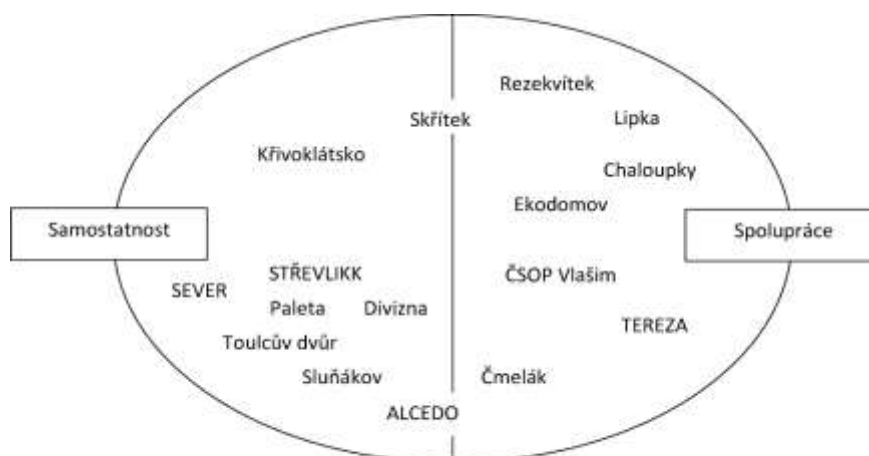 Rezekvítek
Skřítek
Lipka
Křivoklátsko
Chaloupky
Ekodomov
Samostatnost
Spolupráce
STŘEVLIKK
ČSOP Vlašim
SEVER
Paleta
Divizna
TEREZA
Toulcův dvůr
Sluňákov
Čmelák
ALCEDO